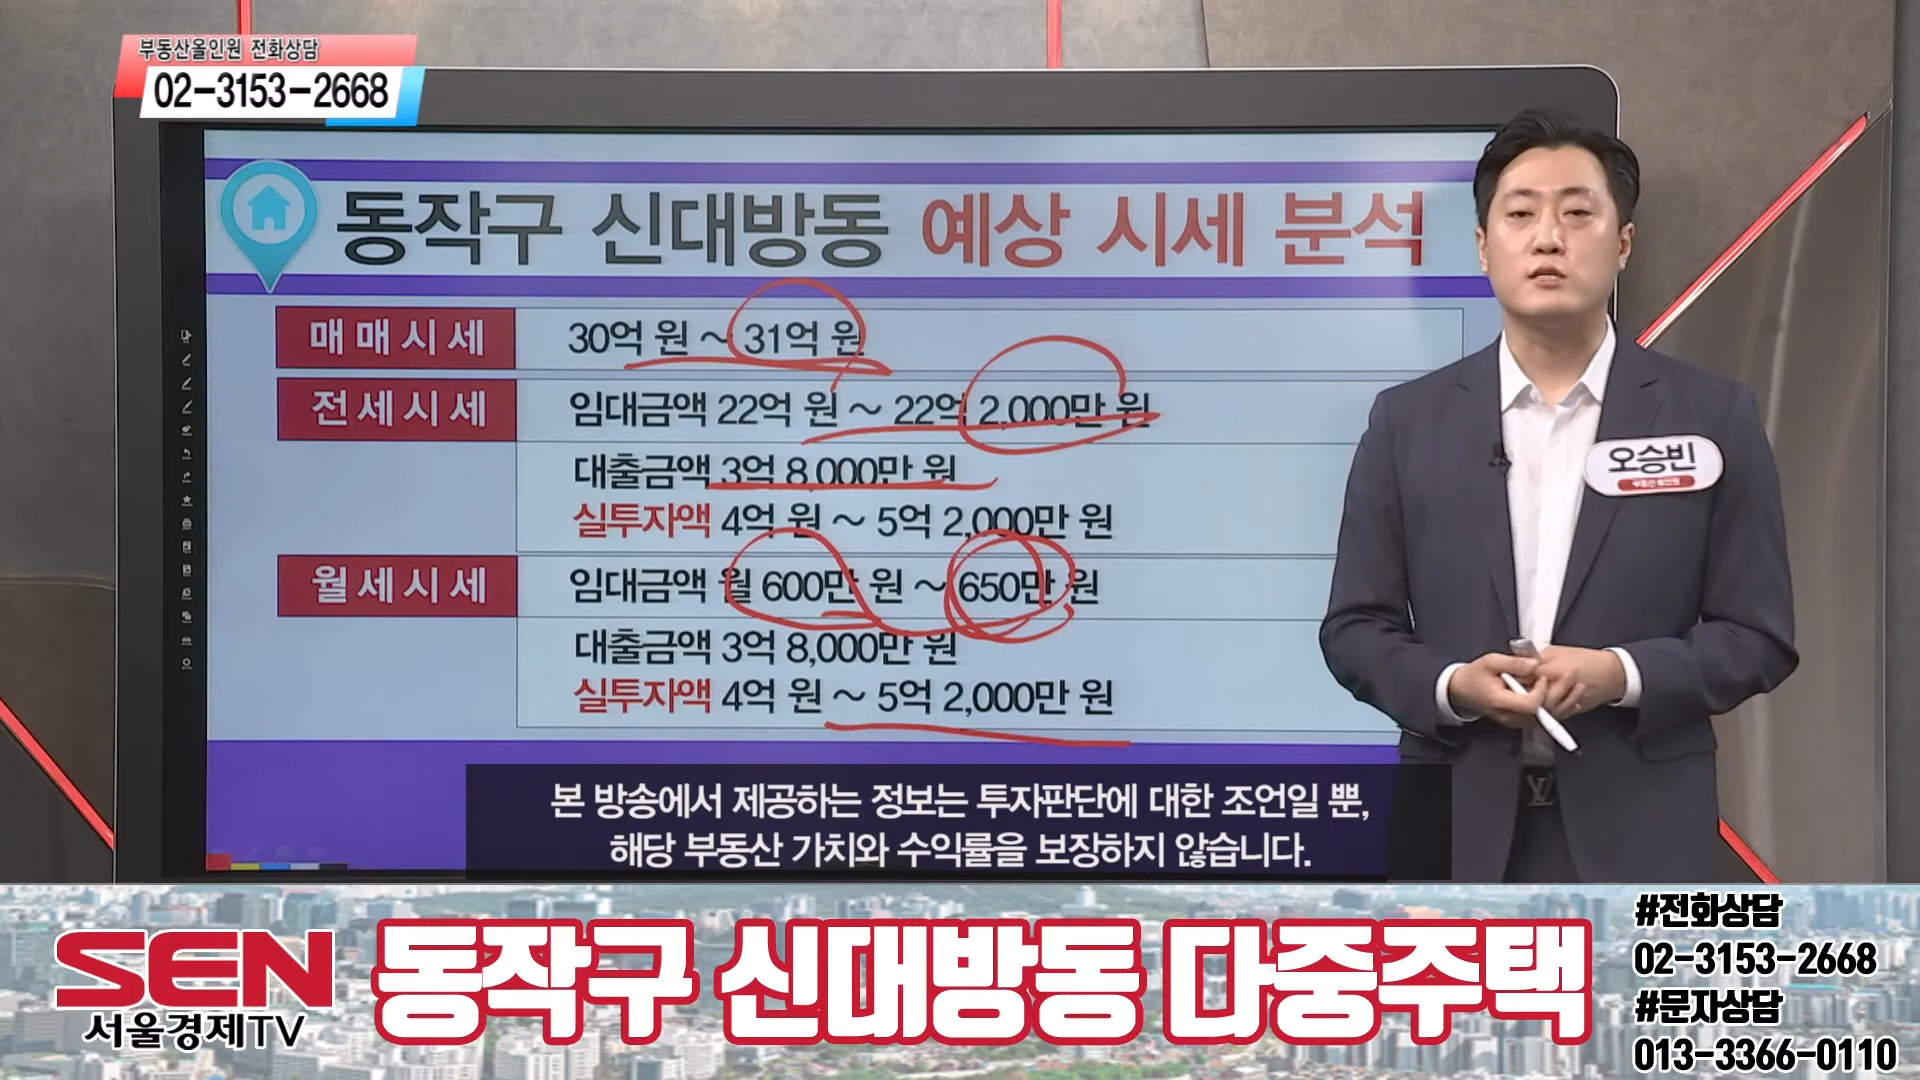 부동산올인원 전화상담
02-3153-2668
동작구 신대방동 예상 시세 분석
매매시세
30억 원 ~ 31억 원
전세시세
임대금액 22억 원 ~ 22억 2,000만 원
대출금액 3억 8,000만 원
실투자액 4억 원 ~ 5억 2,000만 원
월세시세
임대금액 월 600만 원 ~ 650만 원
대출금액 3억 8,000만 원
실투자액 4억 원 ~ 5억 2,000만 원
오승빈
본 방송에서 제공하는 정보는 투자판단에 대한 조언일 뿐,
해당 부동산 가치와 수익률을 보장하지 않습니다.
SEN
서울경제TV
동작구 신대방동 다중주택
#전화상담
02-3153-2668
#문자상담
013-3366-0110